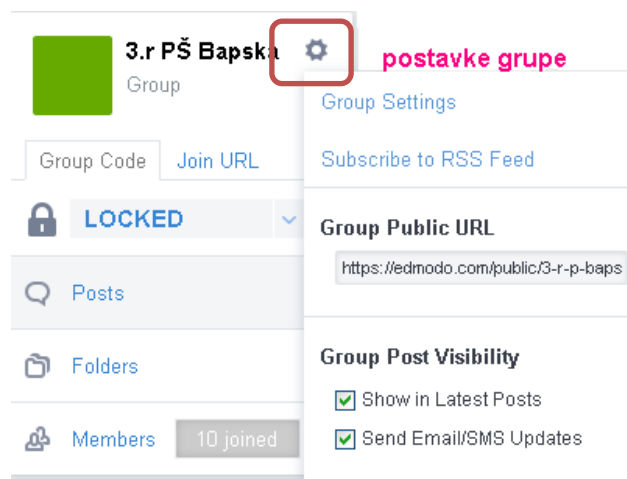 3.r PŠ Bapska
Group
postavke grupe
Group Code
Join URL
LOCKED
Posts
Folders
Members
10 joined
Group Settings
Subscribe to RSS Feed
Group Public URL
https://edmodo.com/public/3-r-p-baps
Group Post Visibility
Show in Latest Posts
Send Email/SMS Updates